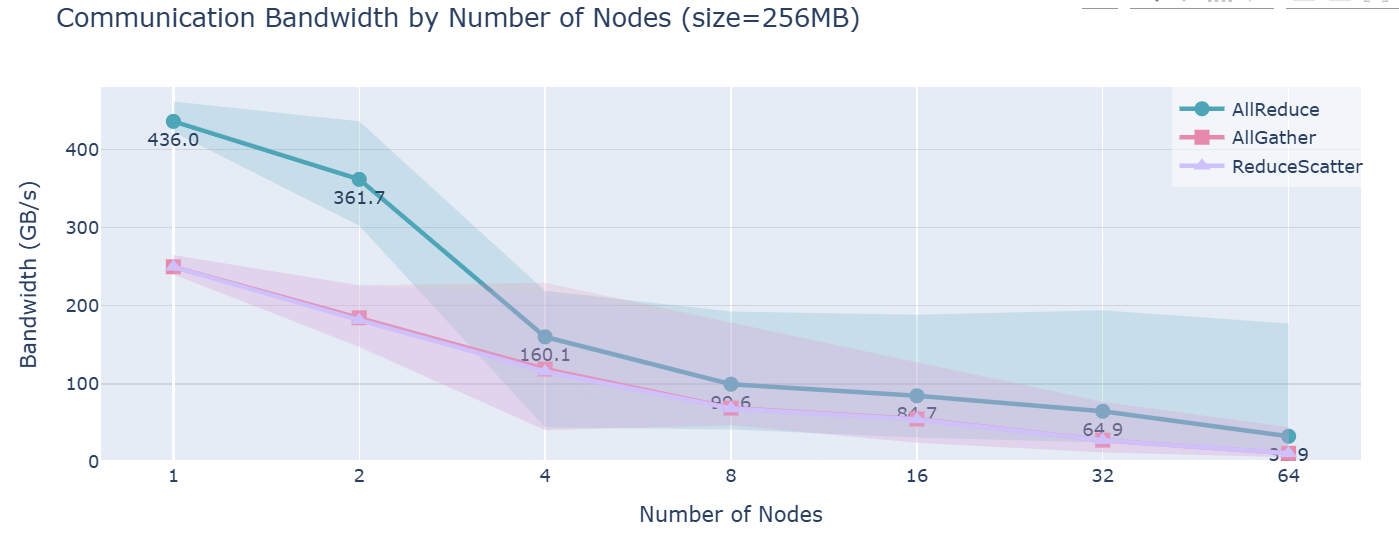 Communication Bandwidth by Number of Nodes (size=256MB)
AllReduce
AllGather
ReduceScatter
Bandwidth (GB/s)
400
300
200
100
0
436.0
361.7
160.1
84.7
64.9
1
2
4
8
16
32
64
Number of Nodes